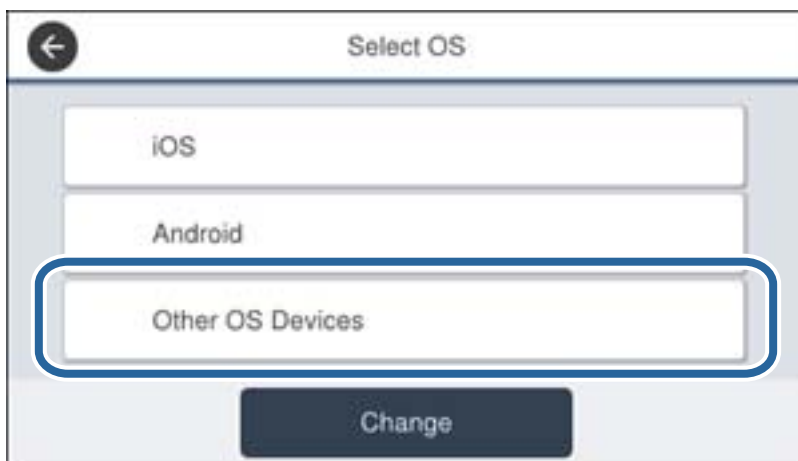 Select OS
iOS
Android
Other OS Devices
Change